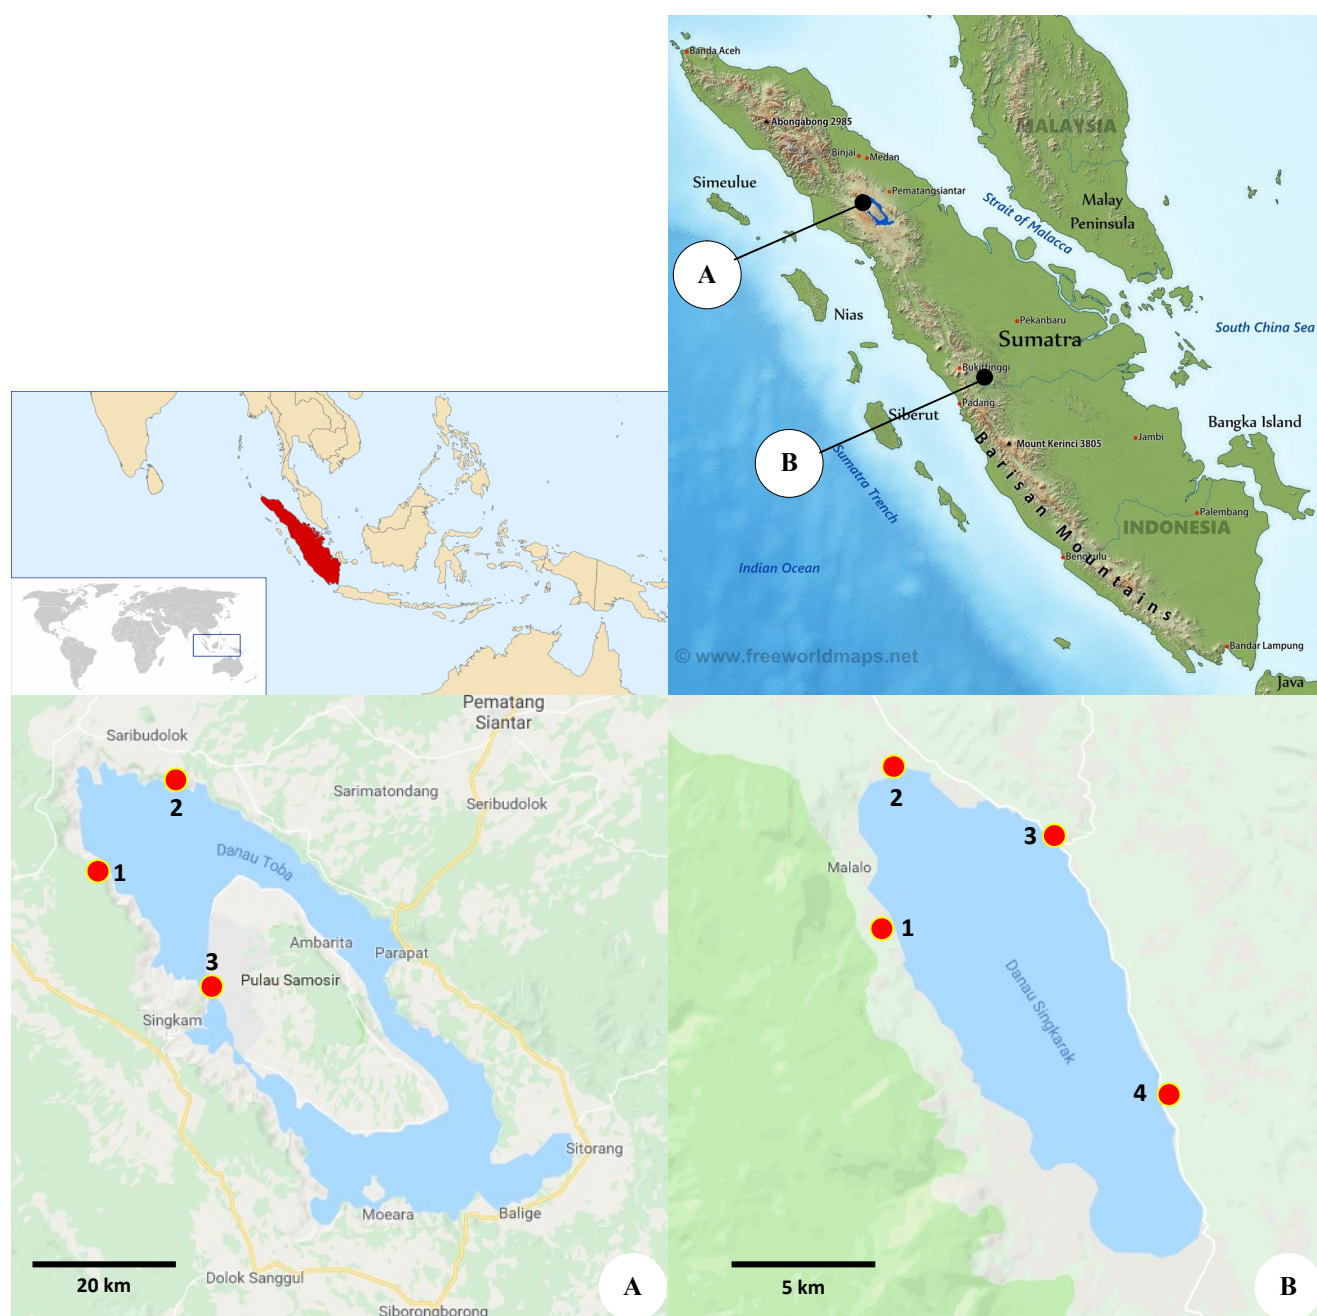 Banda Aceh
Abongabong 2985
MALAYSIA
Binjai
Medan
Simeulue
Pematangsiantar
Strait of Malacca
Malay
Peninsula
A
Nias
Pekanbaru
South China Sea
Sumatra
Bukittinggi
Padang
Siberut
Bangka Island
Mount Kerinci 3805
Jambi
B
Sumatra Trench
Barisan Mountains
Palembang
INDONESIA
Bengkulu
Indian Ocean
Bandar Lampung
© www.freeworldmaps.net
Java
Pematang
Siantar
Saribudolok
2
Sarimatondang
Seribudolok
Danau Toba
1
Ambarita
Parapat
3
Pulau Samosir
Singkam
Sitorang
Moeara
Balige
20 km
Dolok Sanggul
A
Siborongborong
2
3
Malalo
1
Danau Singkarak
4
5 km
B